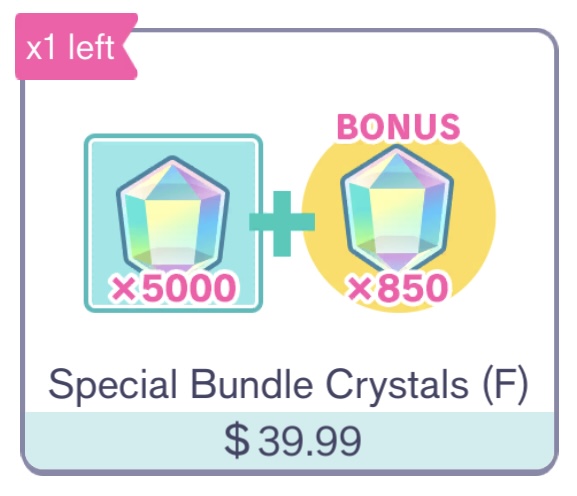 x1 left
BONUS
×5000
×850
Special Bundle Crystals (F)
$39.99